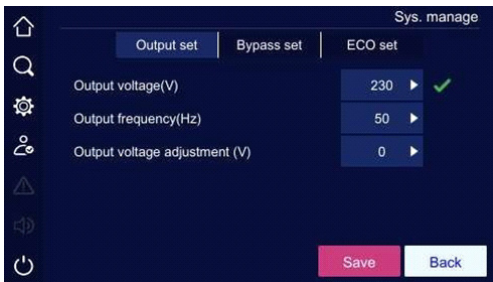 Sys. manage
Output set Bypass set ECO set
Output voltage(V) 230
Output frequency(Hz) 50
Output voltage adjustment (V) 0
Save Back